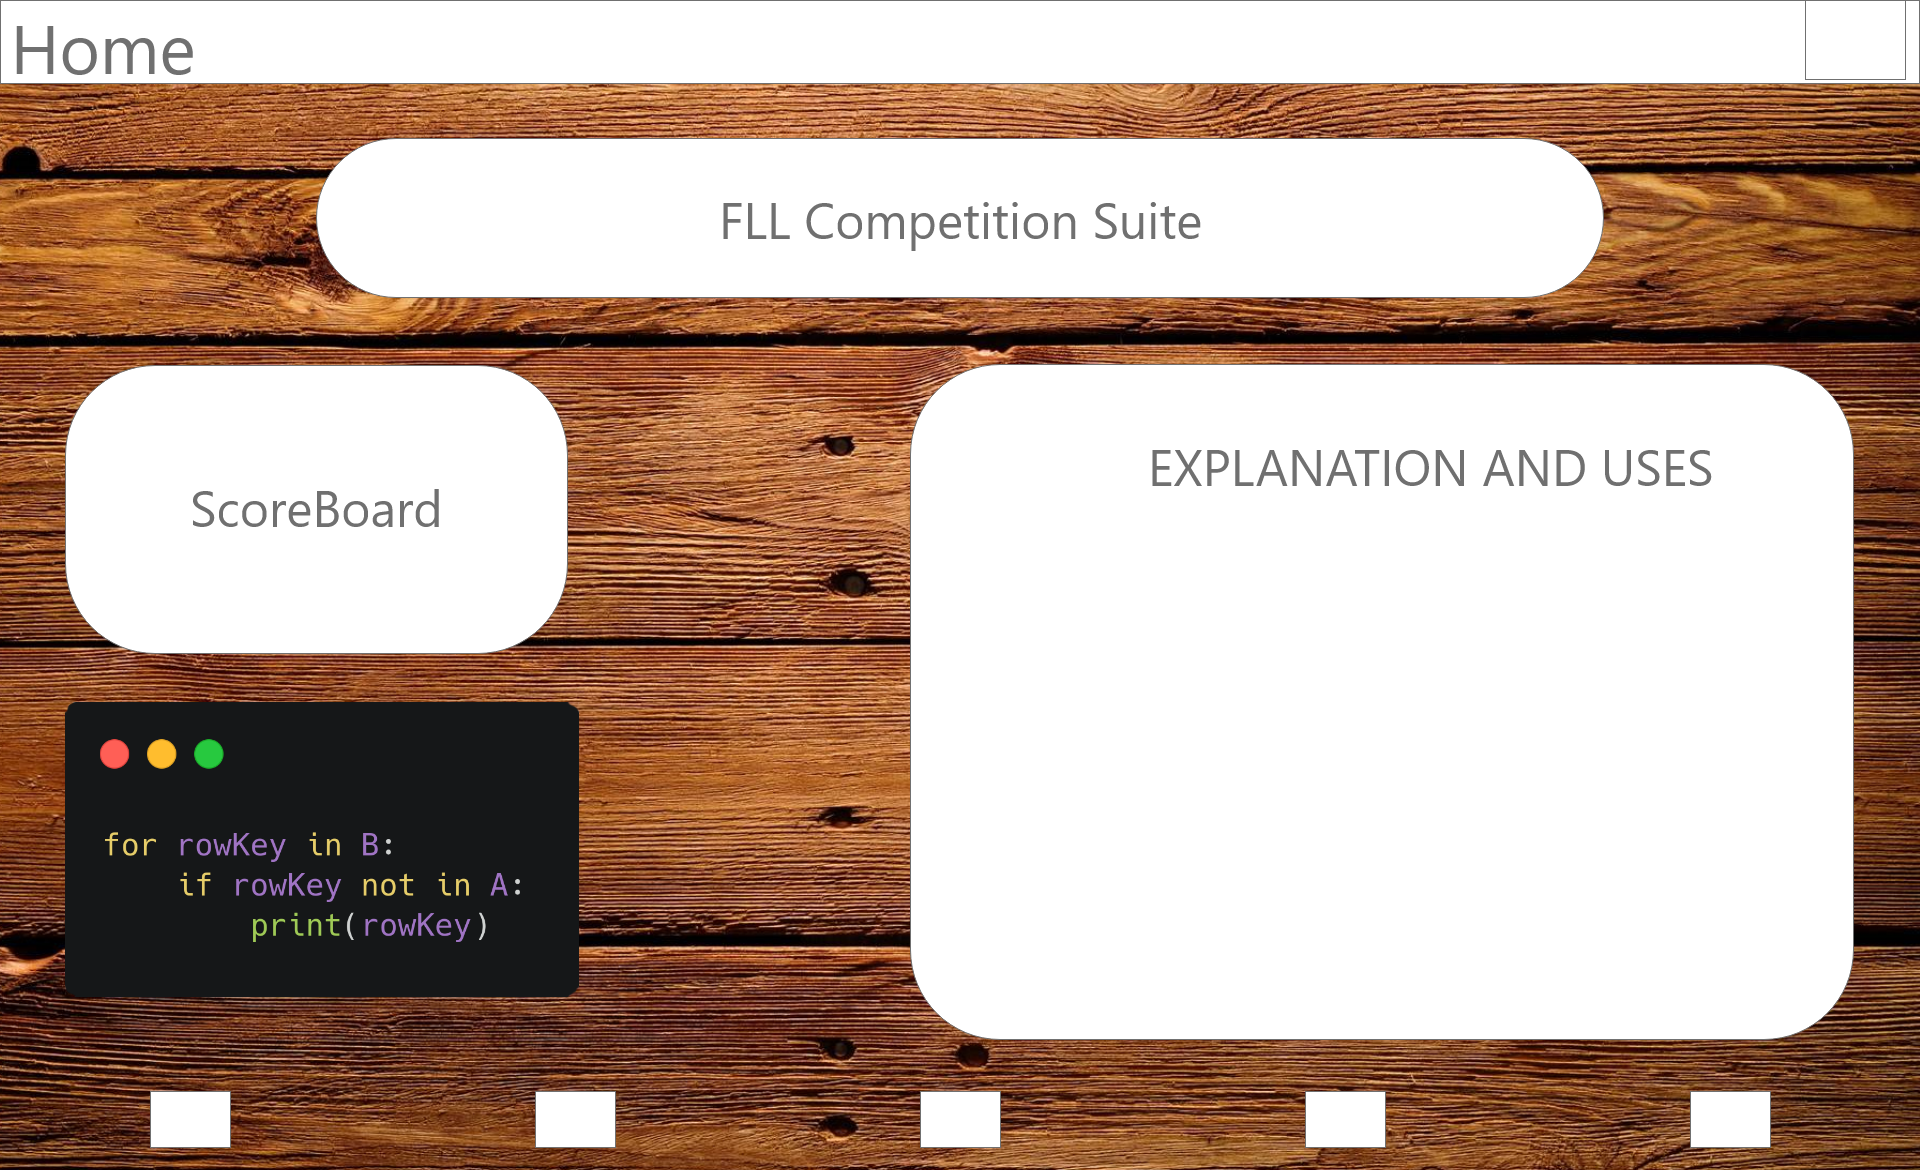 Home
FLL Competition Suite
ScoreBoard
EXPLANATION AND USES
for rowKey in B:
    if rowKey not in A:
        print(rowKey)